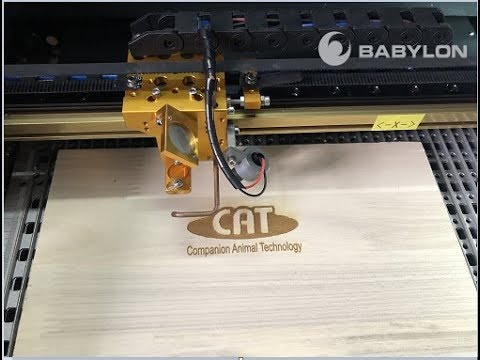 BABYLON
<-X->
CAT
Companion Animal Technology